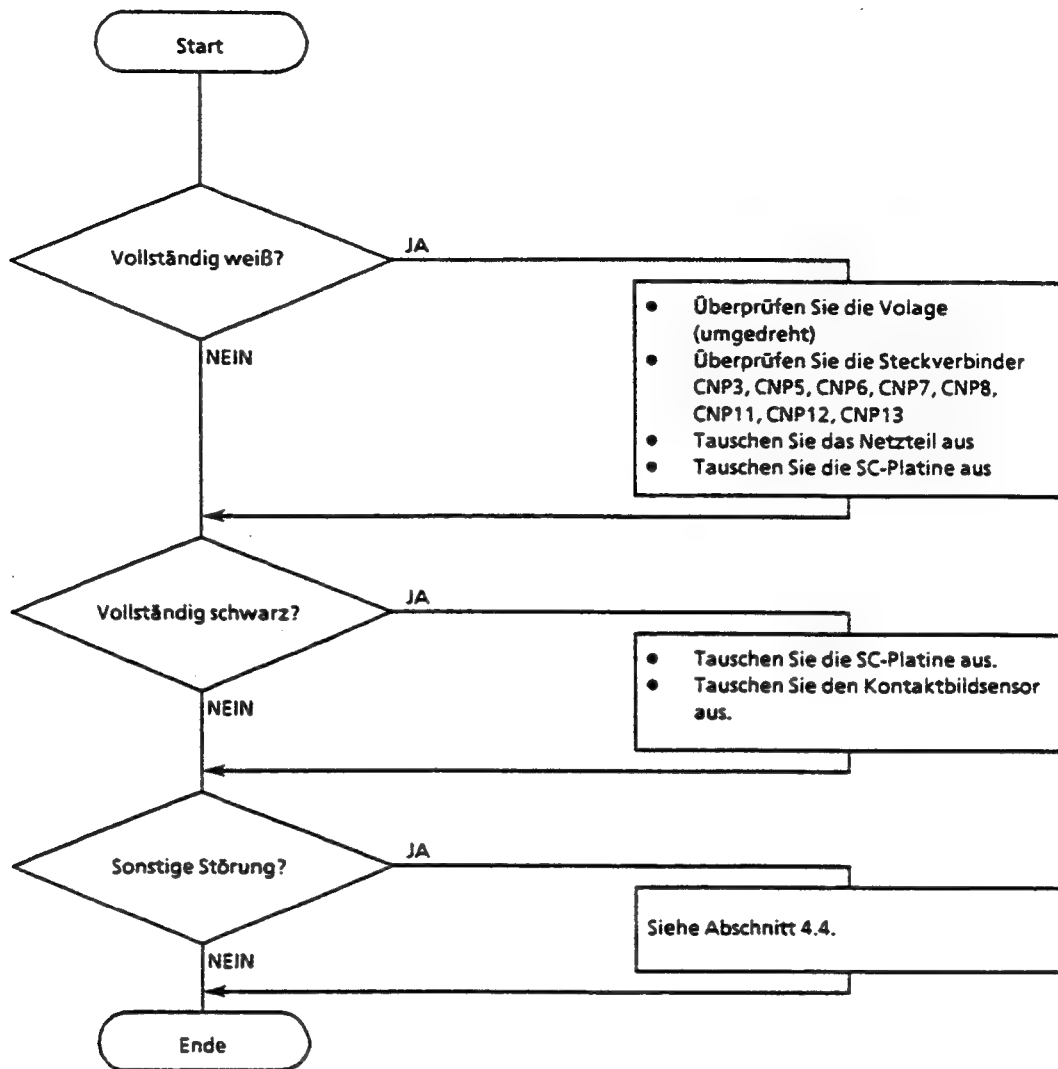 Start
Vollständig weiß?
JA
NEIN
● Überprüfen Sie die Volage
(umgedreht)
● Überprüfen Sie die Steckverbinder
CNP3, CNP5, CNP6, CNP7, CNP8,
CNP11, CNP12, CNP13
● Tauschen Sie das Netzteil aus
● Tauschen Sie die SC-Platine aus
Vollständig schwarz?
JA
NEIN
● Tauschen Sie die SC-Platine aus.
● Tauschen Sie den Kontaktbildsensor
aus.
Sonstige Störung?
JA
NEIN
Siehe Abschnitt 4.4.
Ende